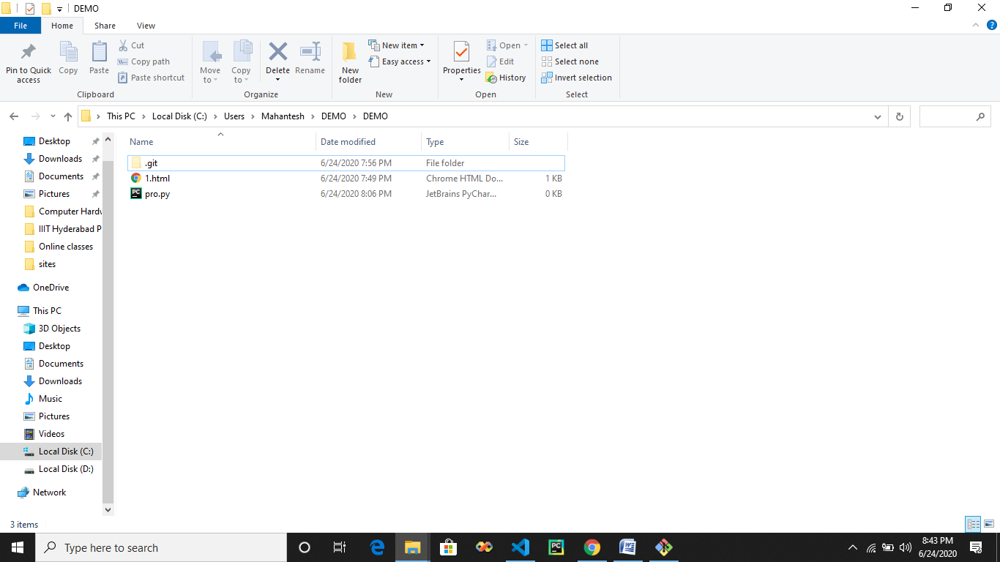 DEMO
File Home Share View
Pin to Quick access
Copy
Paste
Cut
Copy path
Paste shortcut
Clipboard
Move to
Copy to
Delete
Rename
Organize
New folder
New item
Easy access
New
Properties
Open
Edit
History
Open
Select all
Select none
Invert selection
Select
This PC Local Disk (C:) Users Mahantesh DEMO DEMO
Name Date modified Type Size
.git 6/24/2020 7:56 PM File folder
1.html 6/24/2020 7:49 PM Chrome HTML Do... 1 KB
pro.py 6/24/2020 8:06 PM JetBrains PyChar... 0 KB
Desktop
Downloads
Documents
Pictures
Computer Hardw
IIIT Hyderabad P
Online classes
sites
OneDrive
This PC
3D Objects
Desktop
Documents
Downloads
Music
Pictures
Videos
Local Disk (C:)
Local Disk (D:)
Network
3 items
Type here to search
8:43 PM
6/24/2020